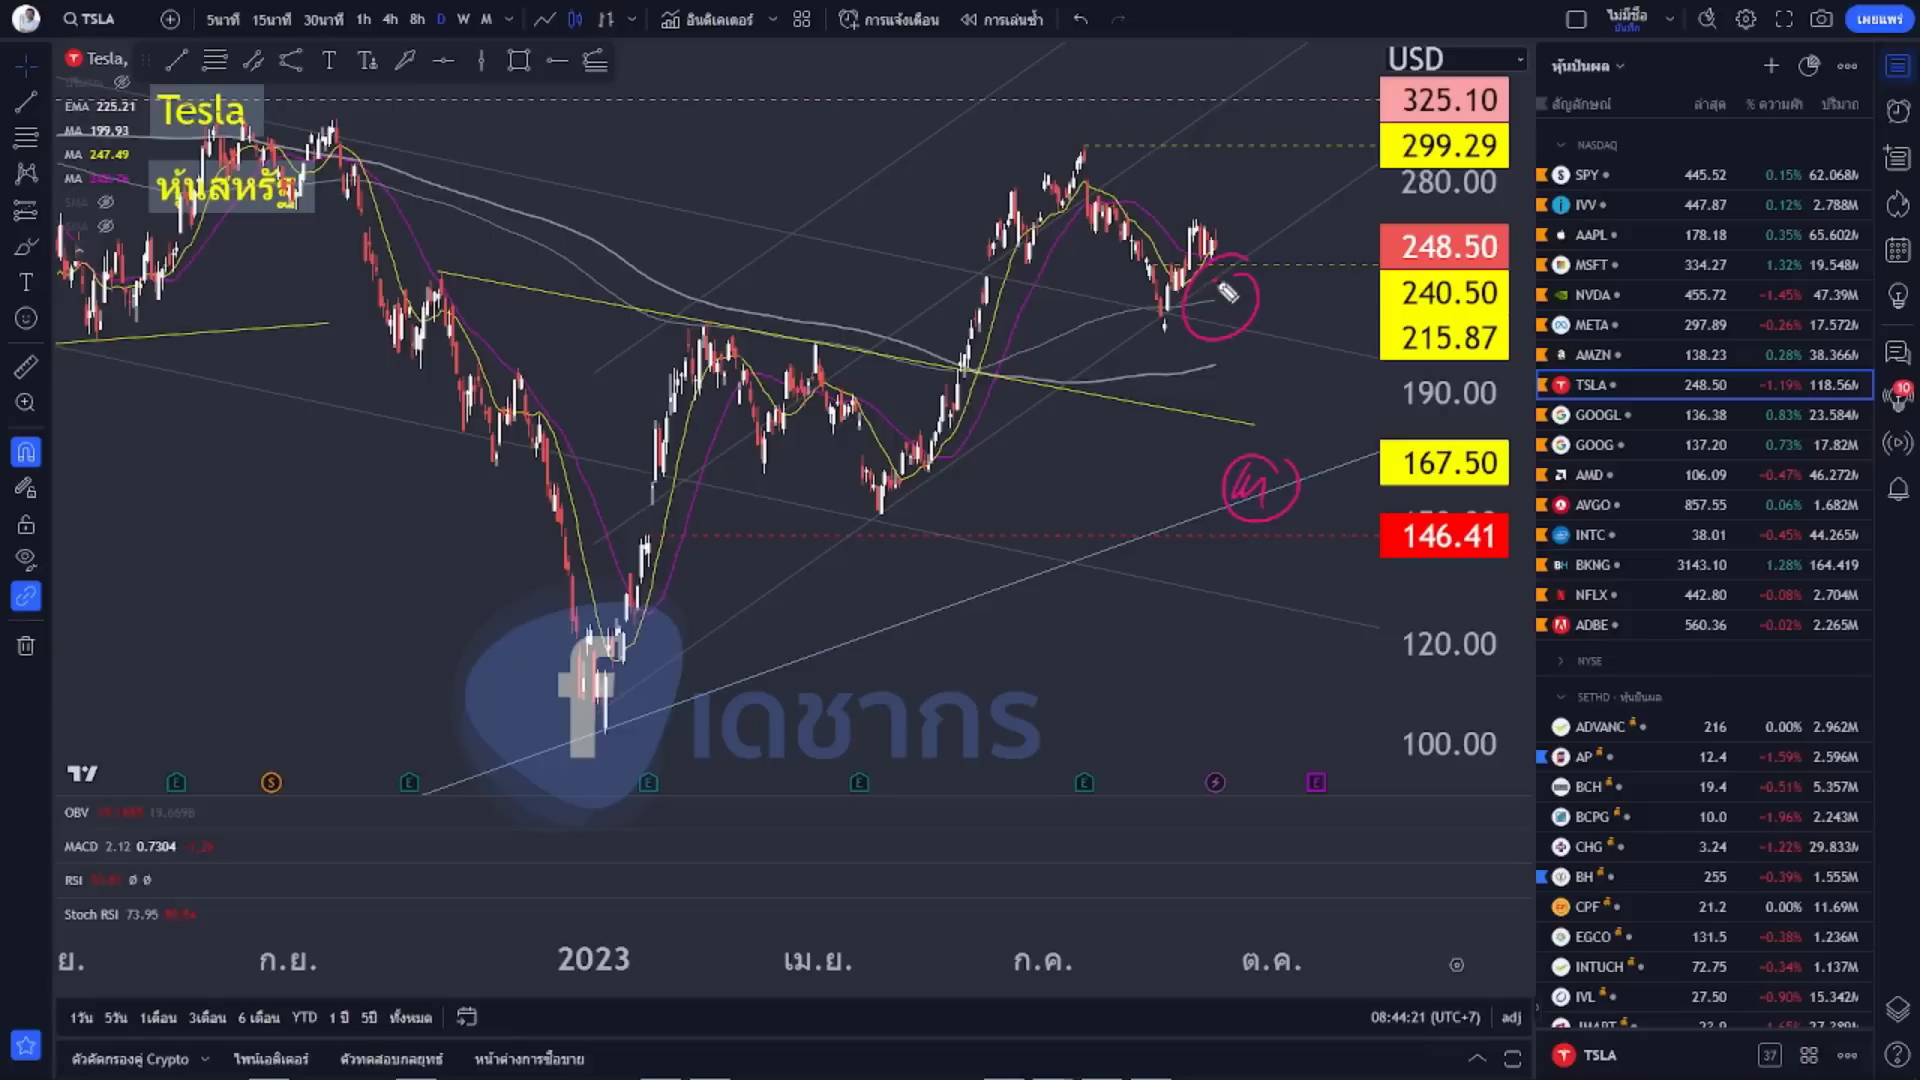 TSLA
5นาที 15นาที 30นาที 1h 4h 8h D W M
อินดิเคเตอร์
การแจ้งเตือน
การเล่นซ้ำ
ไม่มีชื่อ
บันทึก
เผยแพร่
Tesla,
EMA 225.21
MA 199.93
MA 247.49
MA
Tesla
หุ้นสหรัฐ
USD
325.10
299.29
280.00
248.50
240.50
215.87
190.00
167.50
146.41
120.00
100.00
f เดชากร
E S E E E E E
OBV 19.669B
MACD 2.12 0.7304
RSI Ø Ø
Stoch RSI 73.95
ย. ก.ย. 2023 เม.ย. ก.ค. ต.ค.
1วัน 5วัน 1เดือน 3เดือน 6 เดือน YTD 1 ปี 5ปี ทั้งหมด
08:44:21 (UTC+7) adj
ตัวคัดกรองคู่ Crypto ไพน์เอดิเตอร์ ตัวทดสอบกลยุทธ์ หน้าต่างการซื้อขาย
หุ้นปันผล
สัญลักษณ์ ล่าสุด
NASDAQ
SPY 445.52 0.15% 62.068M
IVV 447.87 0.12% 2.788M
AAPL 178.18 0.35% 65.602M
MSFT 334.27 1.32% 19.548M
NVDA 455.72 −1.45% 47.39M
META 297.89 −0.26% 17.572M
AMZN 138.23 0.28% 38.366M
TSLA 248.50 −1.19% 118.56M
GOOGL 136.38 0.83% 23.584M
GOOG 137.20 0.73% 17.82M
AMD 106.09 −0.47% 46.272M
AVGO 857.55 0.06% 1.682M
INTC 38.01 −0.45% 44.265M
BKNG 3143.10 1.28% 164.419
NFLX 442.80 −0.08% 2.704M
ADBE 560.36 −0.02% 2.265M
NYSE
SETHD - หุ้นปันผล
ADVANC 216 0.00% 2.962M
AP 12.4 −1.59% 2.596M
BCH 19.4 −0.51% 5.357M
BCPG 10.0 −1.96% 2.243M
CHG 3.24 −1.22% 29.833M
BH 255 −0.39% 1.555M
CPF 21.2 0.00% 11.69M
EGCO 131.5 −0.38% 1.236M
INTUCH 72.75 −0.34% 1.137M
IVL 27.50 −0.90% 15.342M
TSLA
37
10